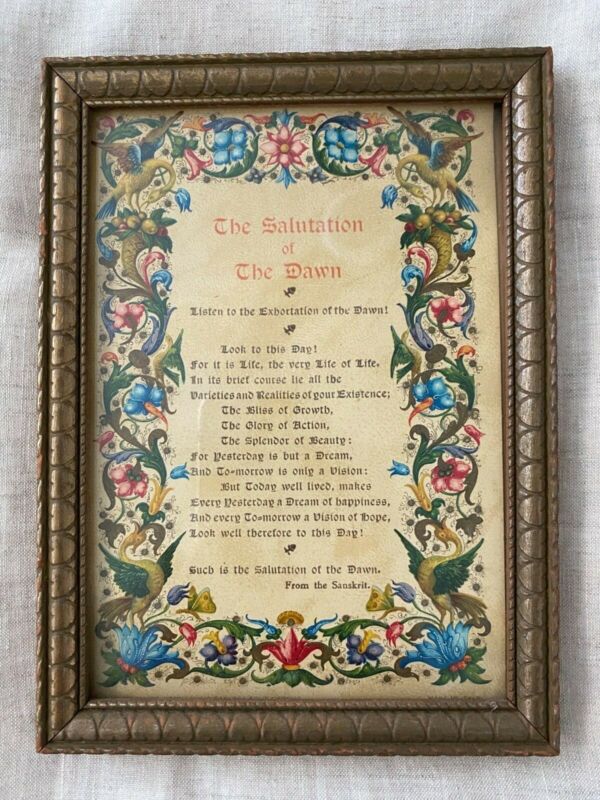 The Salutation
of
The Dawn
Listen to the Exhortation of the Dawn!
Look to this Day!
For it is Life, the very Life of Life.
In its brief course lie all the
Varieties and Realities of your Existence;
The Bliss of Growth,
The Glory of Action,
The Splendor of Beauty:
For Yesterday is but a Dream,
And To=morrow is only a Vision:
But Today well lived, makes
Every Yesterday a Dream of happiness,
And every To=morrow a Vision of Hope,
Look well therefore to this Day!
Such is the Salutation of the Dawn.
From the Sanskrit.